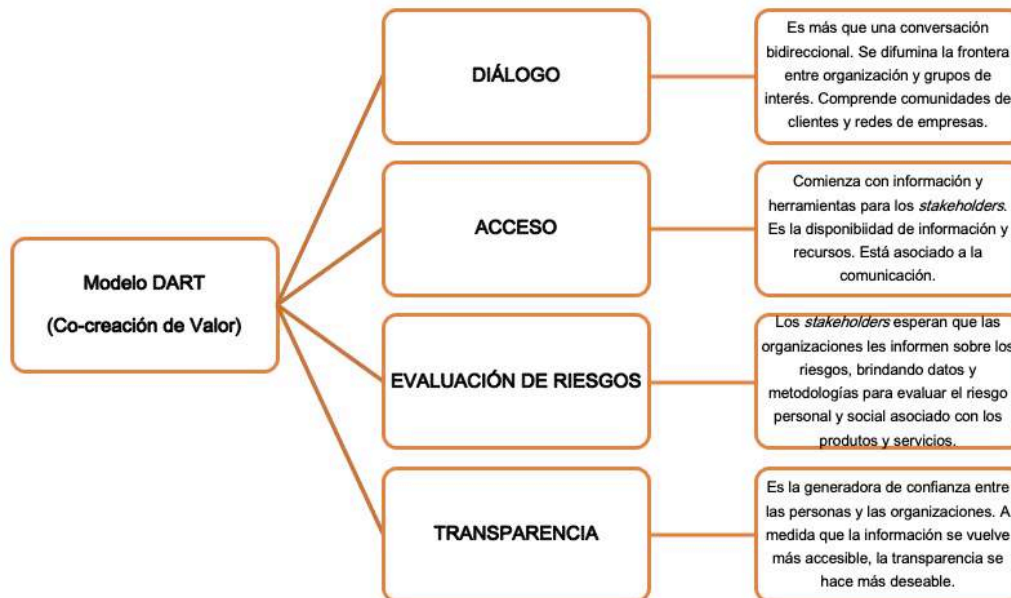 Modelo DART
(Co-creación de Valor)
DIÁLOGO
Es más que una conversación
bidireccional. Se difumina la frontera
entre organización y grupos de
interés. Comprende comunidades de
clientes y redes de empresas.
ACCESO
Comienza con información y
herramientas para los stakeholders.
Es la disponibiidad de información y
recursos. Está asociado a la
comunicación.
EVALUACIÓN DE RIESGOS
Los stakeholders esperan que las
organizaciones les informen sobre los
riesgos, brindando datos y
metodologías para evaluar el riesgo
personal y social asociado con los
produtos y servicios.
TRANSPARENCIA
Es la generadora de confianza entre
las personas y las organizaciones. A
medida que la información se vuelve
más accesible, la transparencia se
hace más deseable.